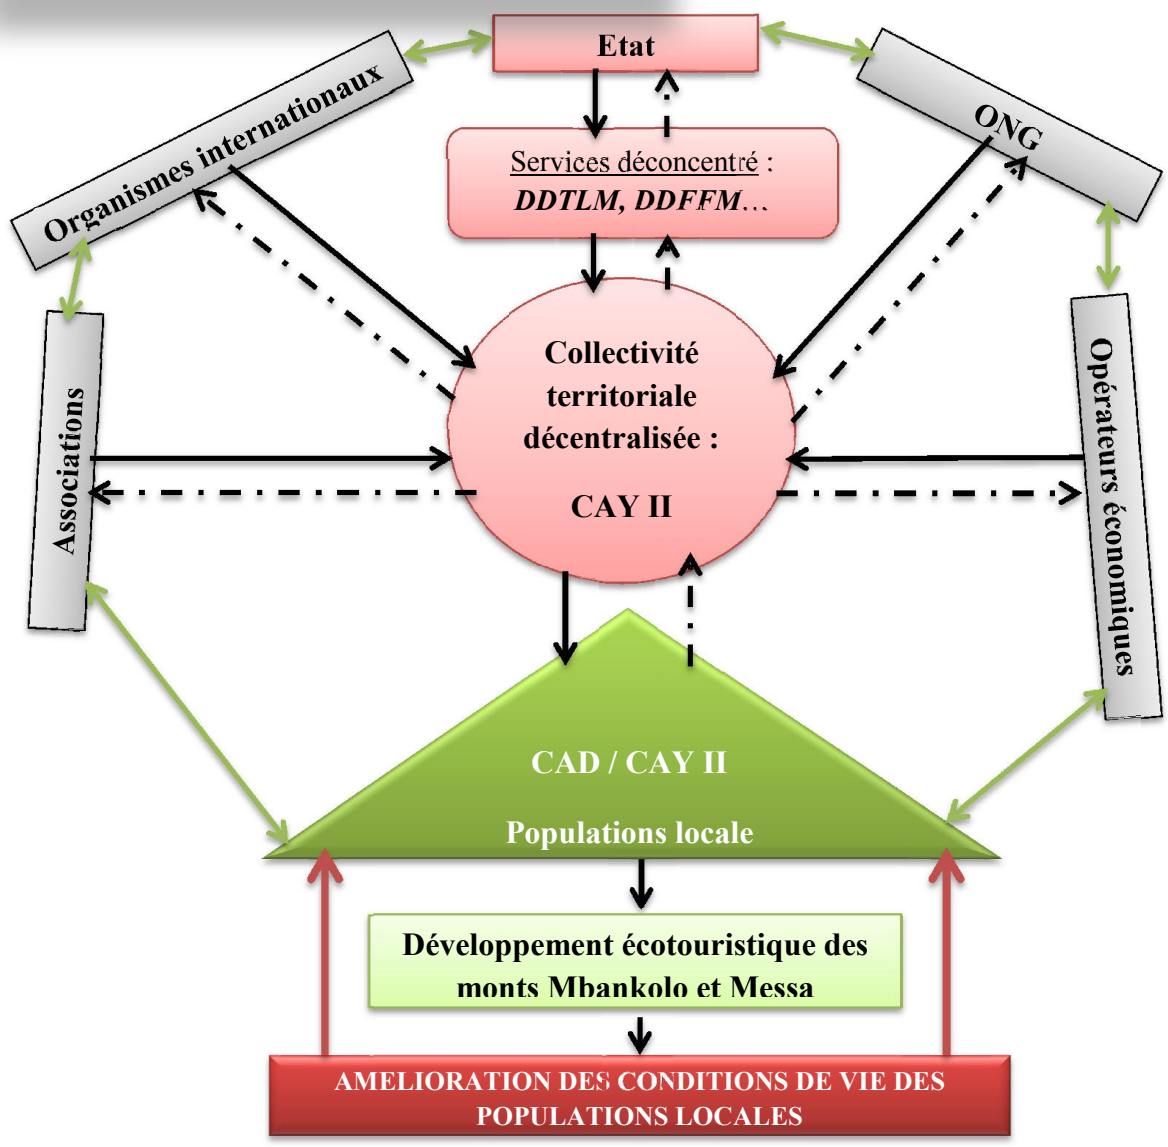 Etat
Organismes internationaux
ONG
Services déconcentré :
DDTLM, DDFFM...
Collectivité
territoriale
décentralisée :
CAY II
Associations
Opérateurs économiques
CAD / CAY II
Populations locale
Développement écotouristique des
monts Mbankolo et Messa
AMELIORATION DES CONDITIONS DE VIE DES
POPULATIONS LOCALES